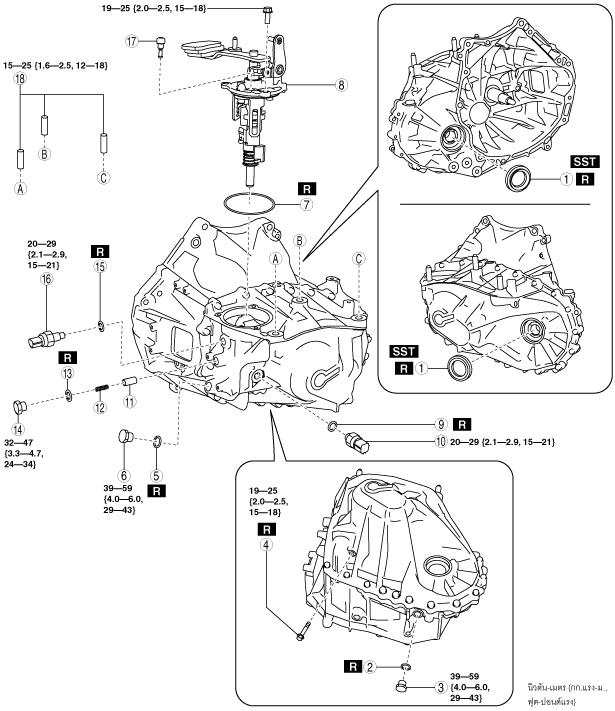 19—25 {2.0—2.5, 15—18}
17
15—25 {1.6—2.5, 12—18}
18
8
B
A
C
SST
1 R
R
7
20—29
{2.1—2.9,
15—21}
16
R
15
B
A
C
SST
R 1
R
13
12
11
14
32—47
{3.3—4.7,
24—34}
9 R
10 20—29 {2.1—2.9, 15—21}
6
5
39—59
{4.0—6.0,
29—43}
R
19—25
{2.0—2.5,
15—18}
R
4
R 2
3
39—59
{4.0—6.0,
29—43}
นิวตัน-เมตร {กก.แรง-ม.,
ฟุต-ปอนด์แรง}